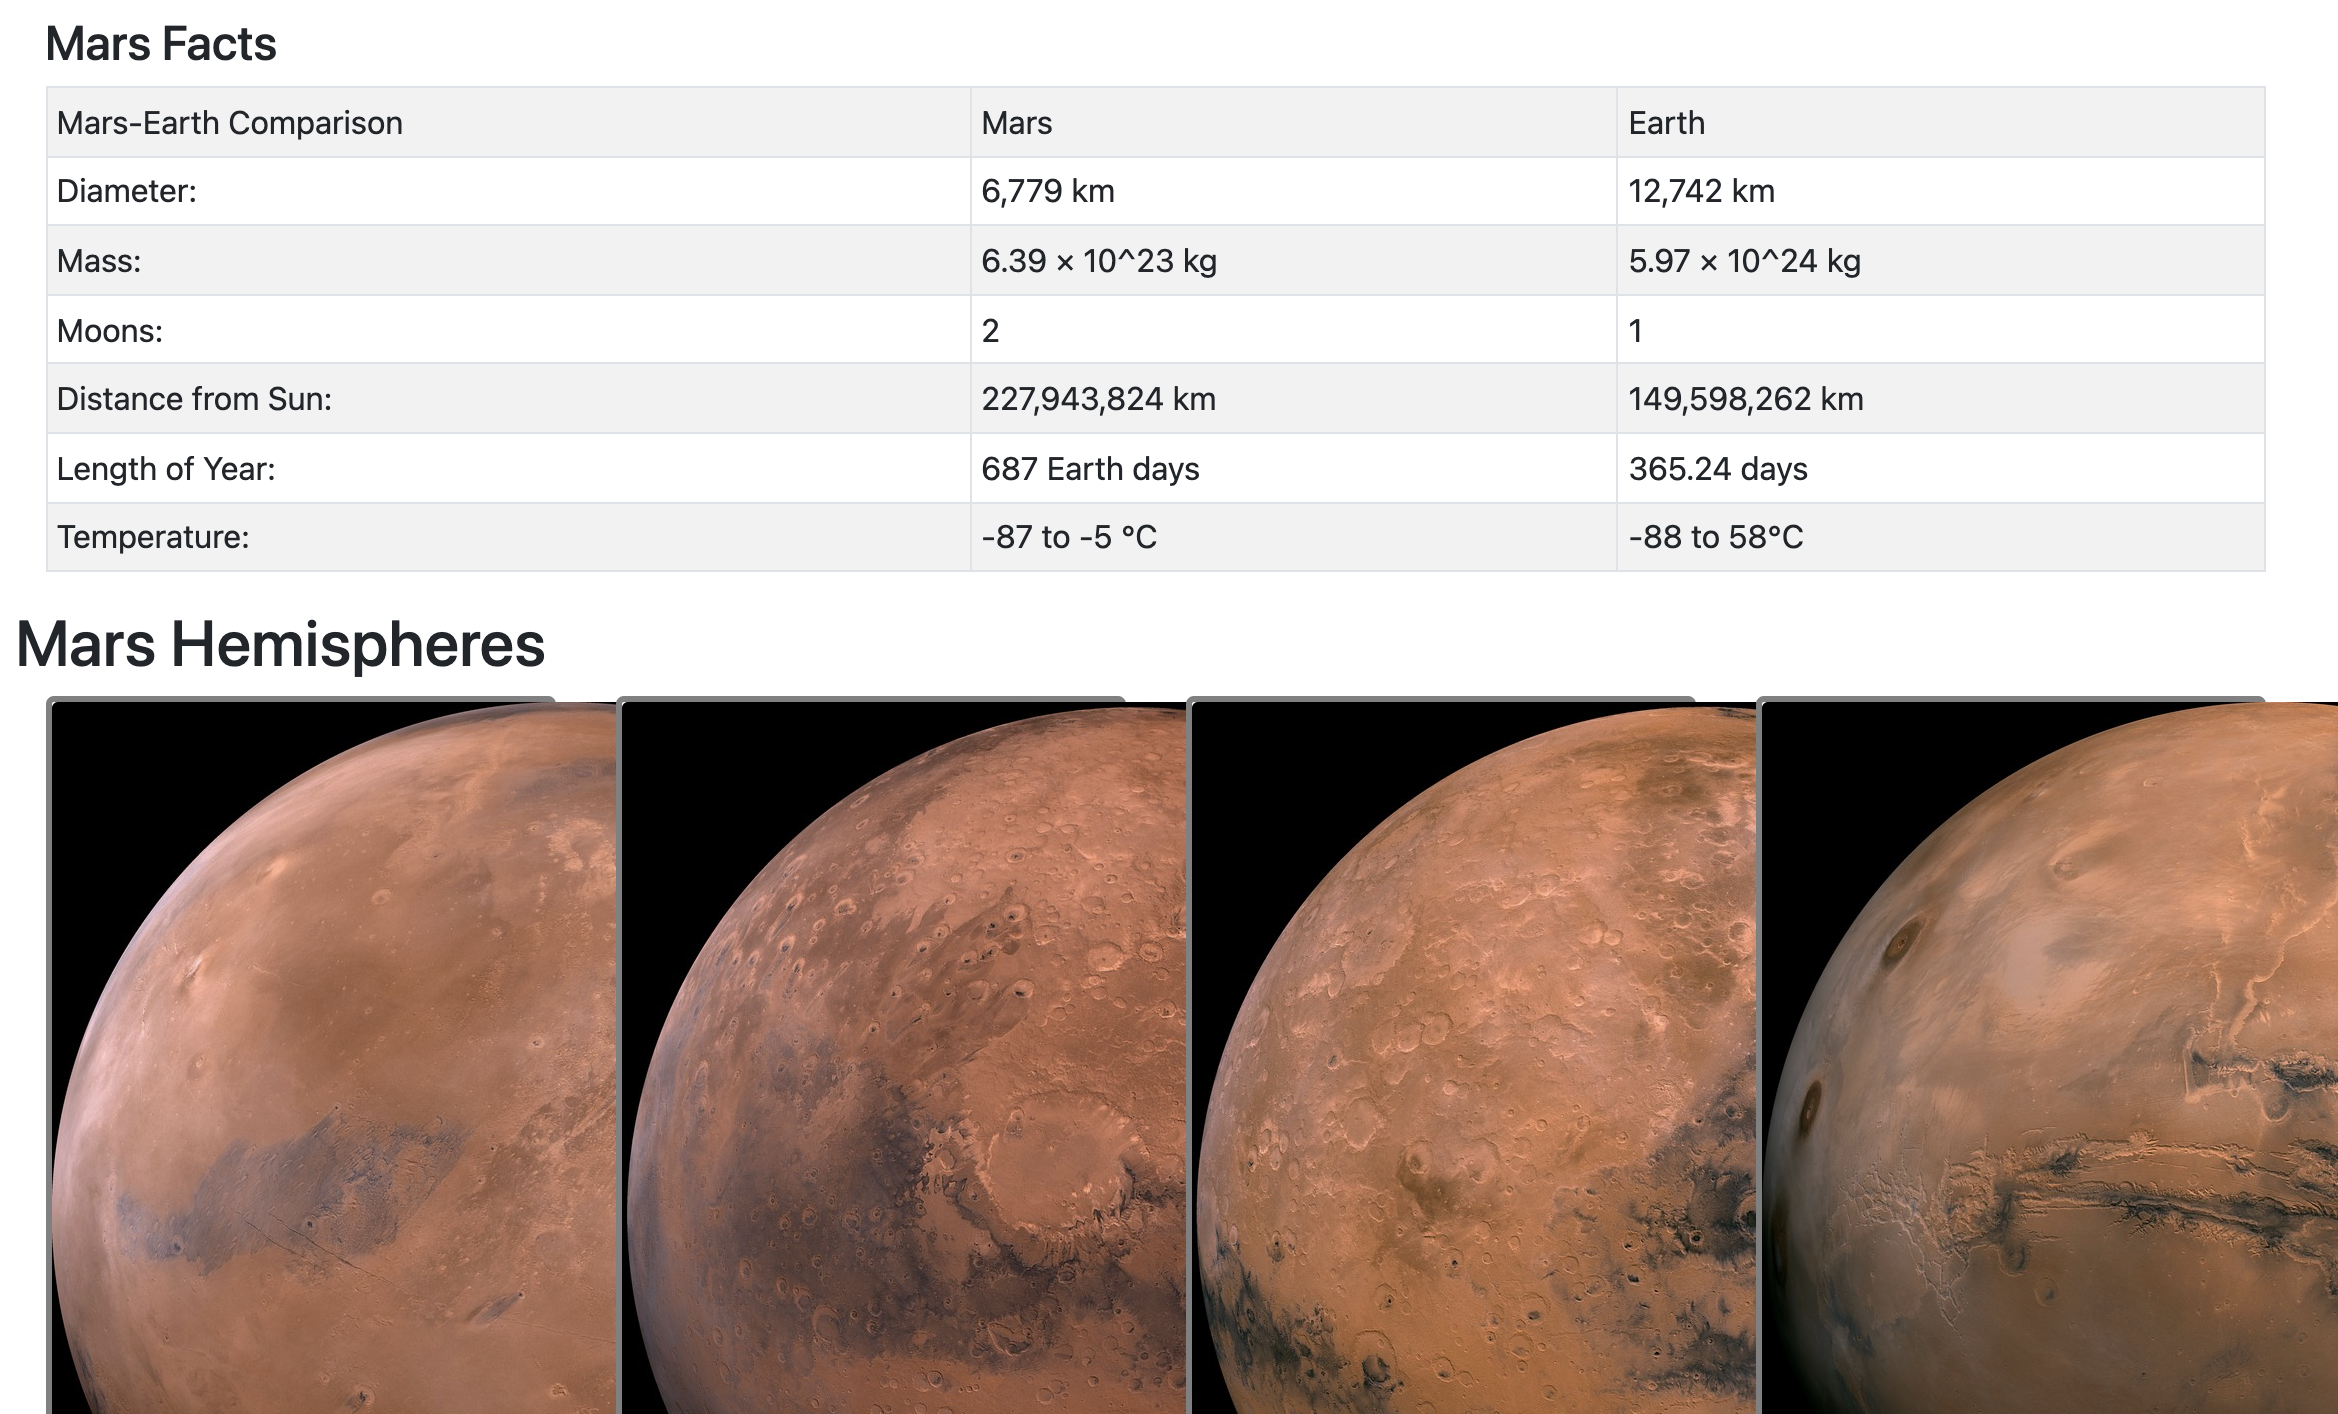 Mars Facts
Mars-Earth Comparison Mars Earth
Diameter: 6,779 km 12,742 km
Mass: 6.39 × 10^23 kg 5.97 × 10^24 kg
Moons: 2 1
Distance from Sun: 227,943,824 km 149,598,262 km
Length of Year: 687 Earth days 365.24 days
Temperature: -87 to -5 °C -88 to 58°C
Mars Hemispheres